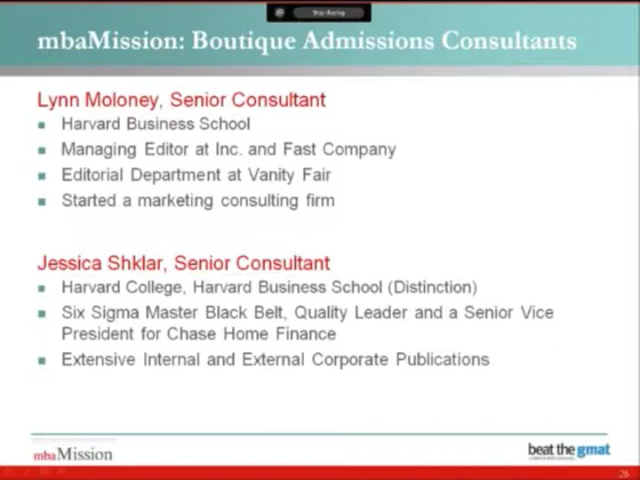 mbaMission: Boutique Admissions Consultants
Lynn Moloney, Senior Consultant
Harvard Business School
Managing Editor at Inc. and Fast Company
Editorial Department at Vanity Fair
Started a marketing consulting firm
Jessica Shklar, Senior Consultant
Harvard College, Harvard Business School (Distinction)
Six Sigma Master Black Belt, Quality Leader and a Senior Vice
President for Chase Home Finance
Extensive Internal and External Corporate Publications
mbaMission
beat the gmat
26